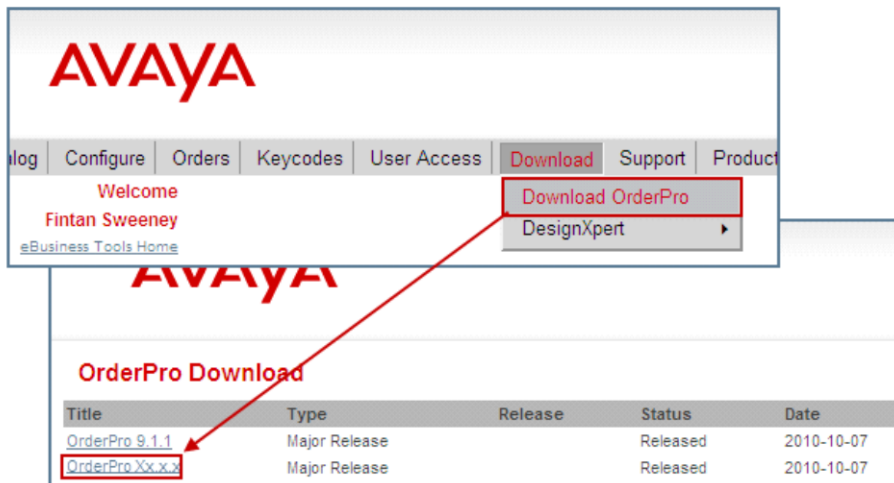 AVAYA
alog Configure Orders Keycodes User Access Download Support Product
Welcome
Fintan Sweeney
eBusiness Tools Home
Download OrderPro
DesignXpert
AVAYA
OrderPro Download
Title Type Release Status Date
OrderPro 9.1.1 Major Release Released 2010-10-07
OrderPro Xx.x.x Major Release Released 2010-10-07